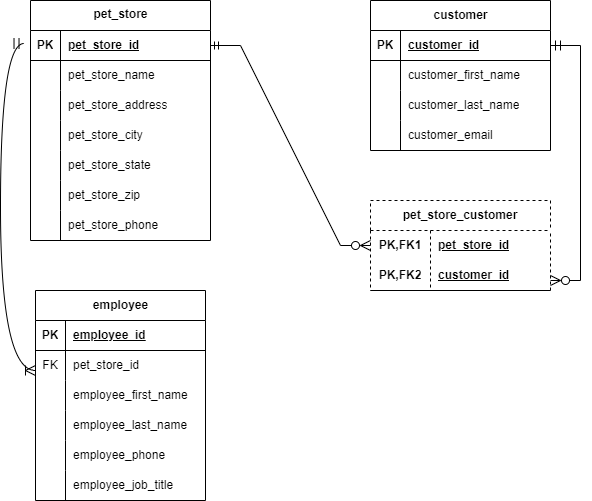 pet_store
PK pet_store_id
pet_store_name
pet_store_address
pet_store_city
pet_store_state
pet_store_zip
pet_store_phone
customer
PK customer_id
customer_first_name
customer_last_name
customer_email
pet_store_customer
PK,FK1 pet_store_id
PK,FK2 customer_id
employee
PK employee_id
FK pet_store_id
employee_first_name
employee_last_name
employee_phone
employee_job_title